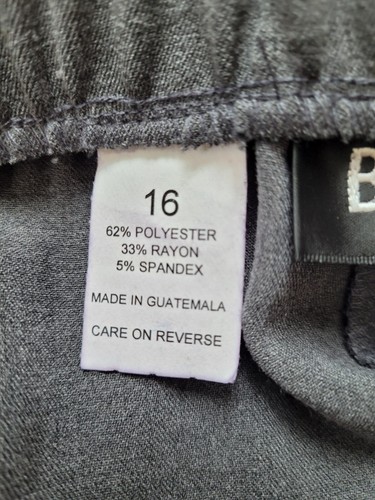 16
62% POLYESTER
33% RAYON
5% SPANDEX
MADE IN GUATEMALA
CARE ON REVERSE
B